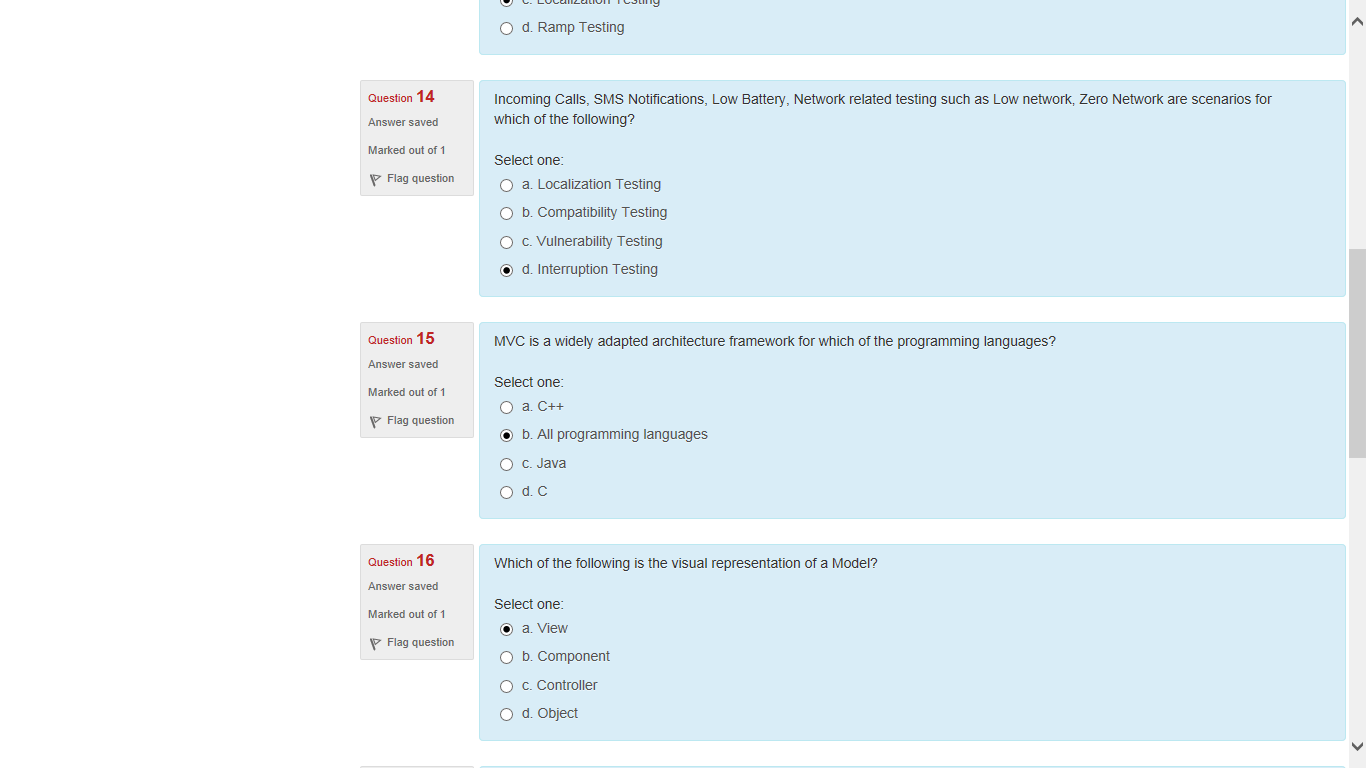 c. Localization Testing
d. Ramp Testing
Question 14
Answer saved
Marked out of 1
Flag question
Incoming Calls, SMS Notifications, Low Battery, Network related testing such as Low network, Zero Network are scenarios for
which of the following?
Select one:
a. Localization Testing
b. Compatibility Testing
c. Vulnerability Testing
d. Interruption Testing
Question 15
Answer saved
Marked out of 1
Flag question
MVC is a widely adapted architecture framework for which of the programming languages?
Select one:
a. C++
b. All programming languages
c. Java
d. C
Question 16
Answer saved
Marked out of 1
Flag question
Which of the following is the visual representation of a Model?
Select one:
a. View
b. Component
c. Controller
d. Object